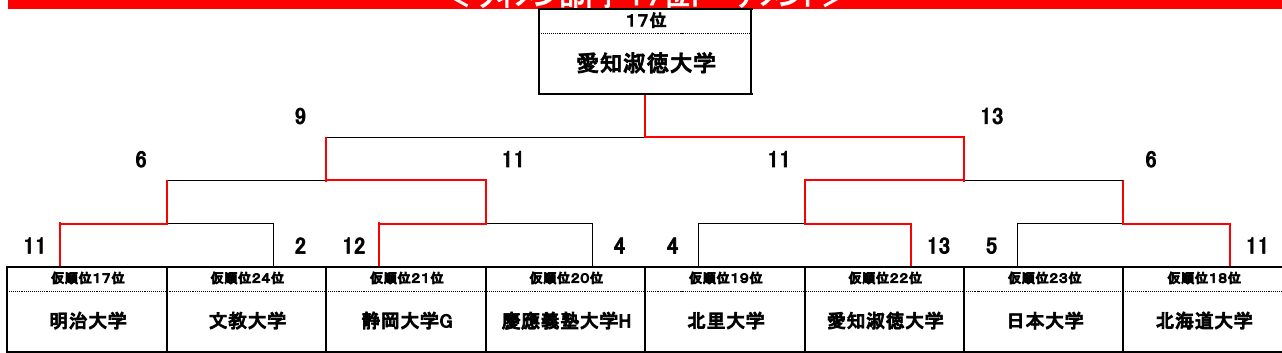 17位
愛知淑徳大学
9 13
6 11 11 6
11 2 12 4 4 13 5 11
仮順位17位 仮順位24位 仮順位21位 仮順位20位 仮順位19位 仮順位22位 仮順位23位 仮順位18位
明治大学 文教大学 静岡大学G 慶應義塾大学H 北里大学 愛知淑徳大学 日本大学 北海道大学